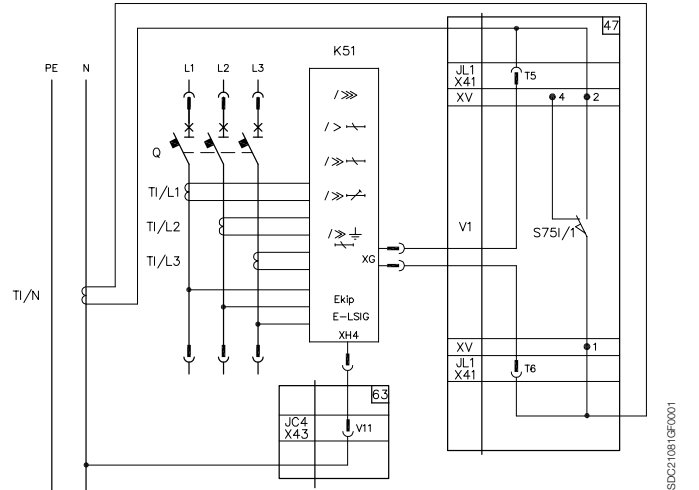 47
K51
PE N L1 L2 L3
JL1 X41 T5
XV 4 2
Q
TI/L1
TI/L2
TI/L3
V1
S75I/1
XG
TI/N
Ekip
E-LSIG
XH4
XV 1
JL1 X41 T6
63
JC4 X43 V11
SDC21081GF0001